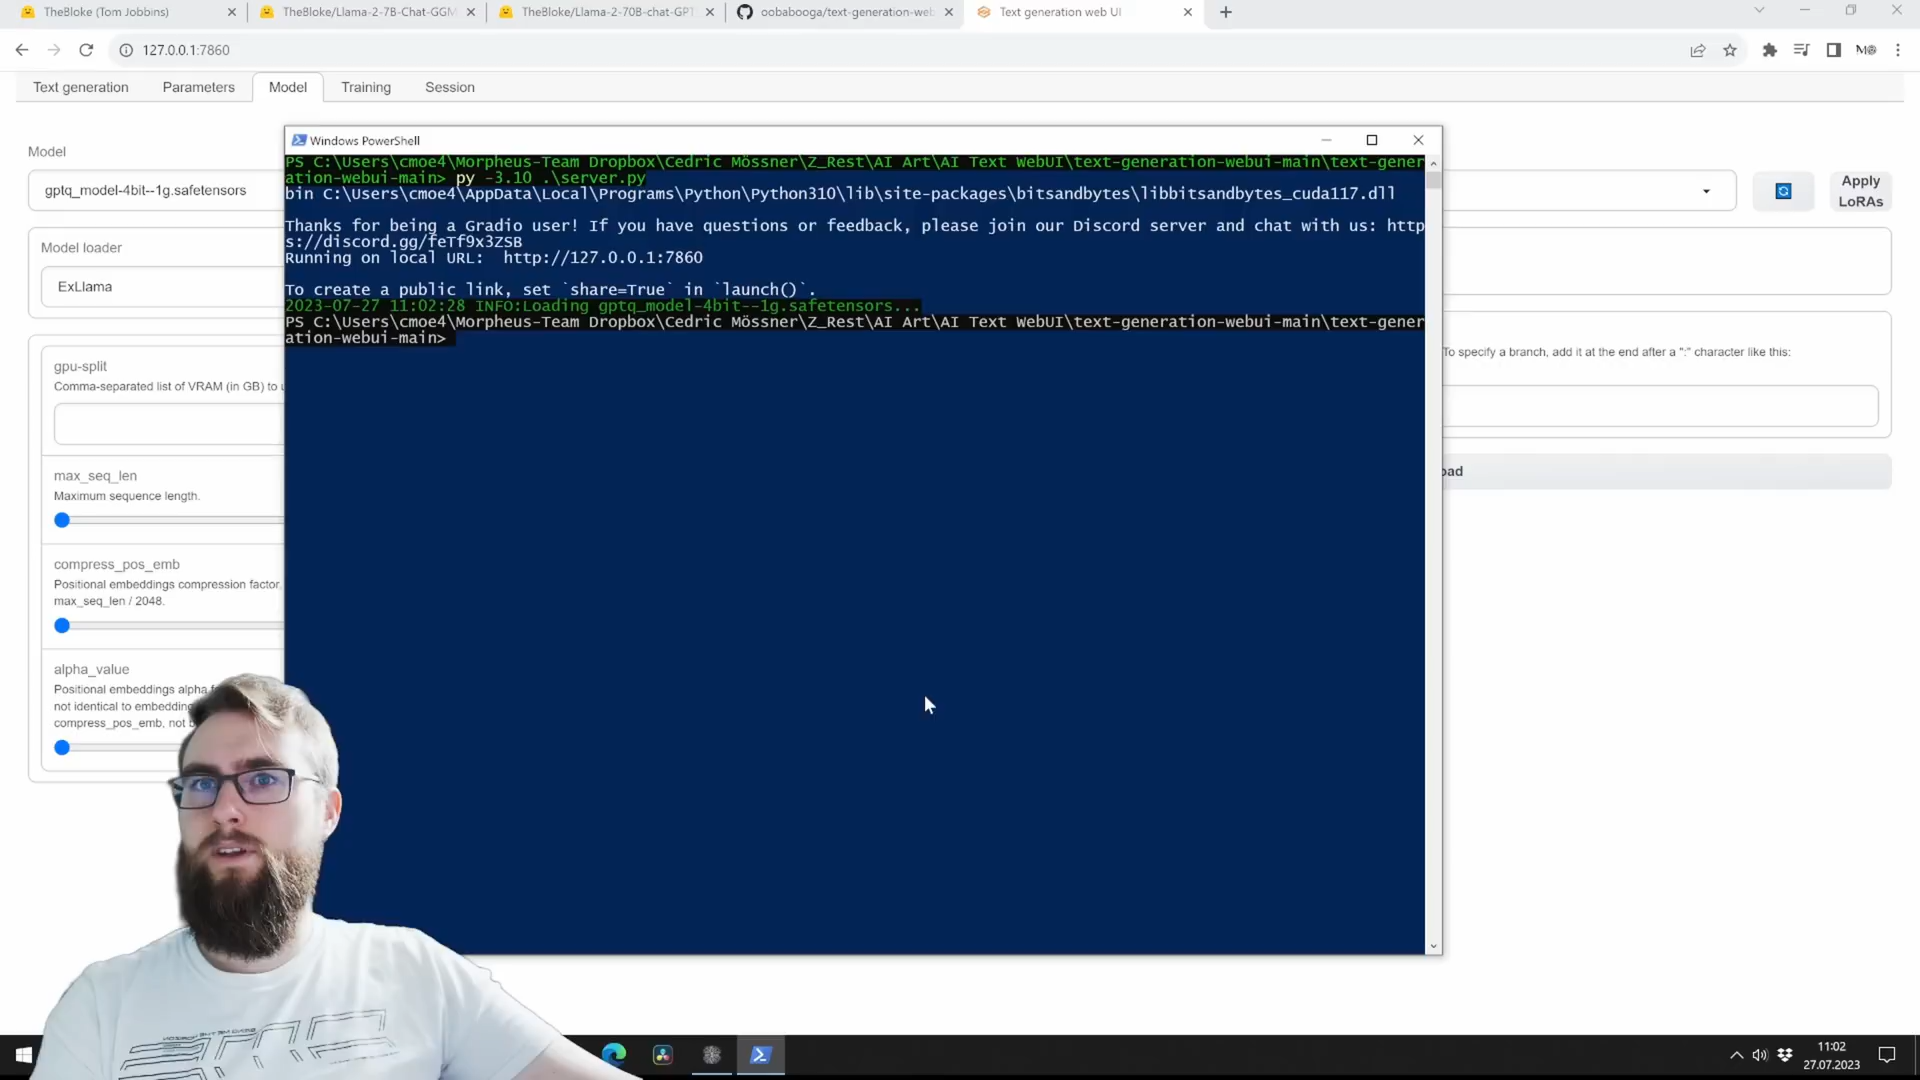 TheBloke (Tom Jobbins)
TheBloke/Llama-2-7B-Chat-GGM
TheBloke/Llama-2-70B-chat-GPT
oobabooga/text-generation-web
Text generation web UI
127.0.0.1:7860
Text generation
Parameters
Model
Training
Session
Model
gptq_model-4bit--1g.safetensors
Apply
LoRAs
Model loader
ExLlama
gpu-split
Comma-separated list of VRAM (in GB) to u
max_seq_len
Maximum sequence length.
compress_pos_emb
Positional embeddings compression factor.
max_seq_len / 2048.
alpha_value
Positional embeddings alpha f
not identical to embedding
compress_pos_emb, not b
To specify a branch, add it at the end after a ":" character like this:
oad
Windows PowerShell
PS C:\Users\cmoe4\Morpheus-Team Dropbox\Cedric Mössner\Z_Rest\AI Art\AI Text WebUI\text-generation-webui-main\text-gener
ation-webui-main> py -3.10 .\server.py
bin C:\Users\cmoe4\AppData\Local\Programs\Python\Python310\lib\site-packages\bitsandbytes\libbitsandbytes_cuda117.dll
Thanks for being a Gradio user! If you have questions or feedback, please join our Discord server and chat with us: http
s://discord.gg/feTf9x3ZSB
Running on local URL:  http://127.0.0.1:7860
To create a public link, set `share=True` in `launch()`.
2023-07-27 11:02:28 INFO:Loading gptq_model-4bit--1g.safetensors...
PS C:\Users\cmoe4\Morpheus-Team Dropbox\Cedric Mössner\Z_Rest\AI Art\AI Text WebUI\text-generation-webui-main\text-gener
ation-webui-main>
11:02
27.07.2023